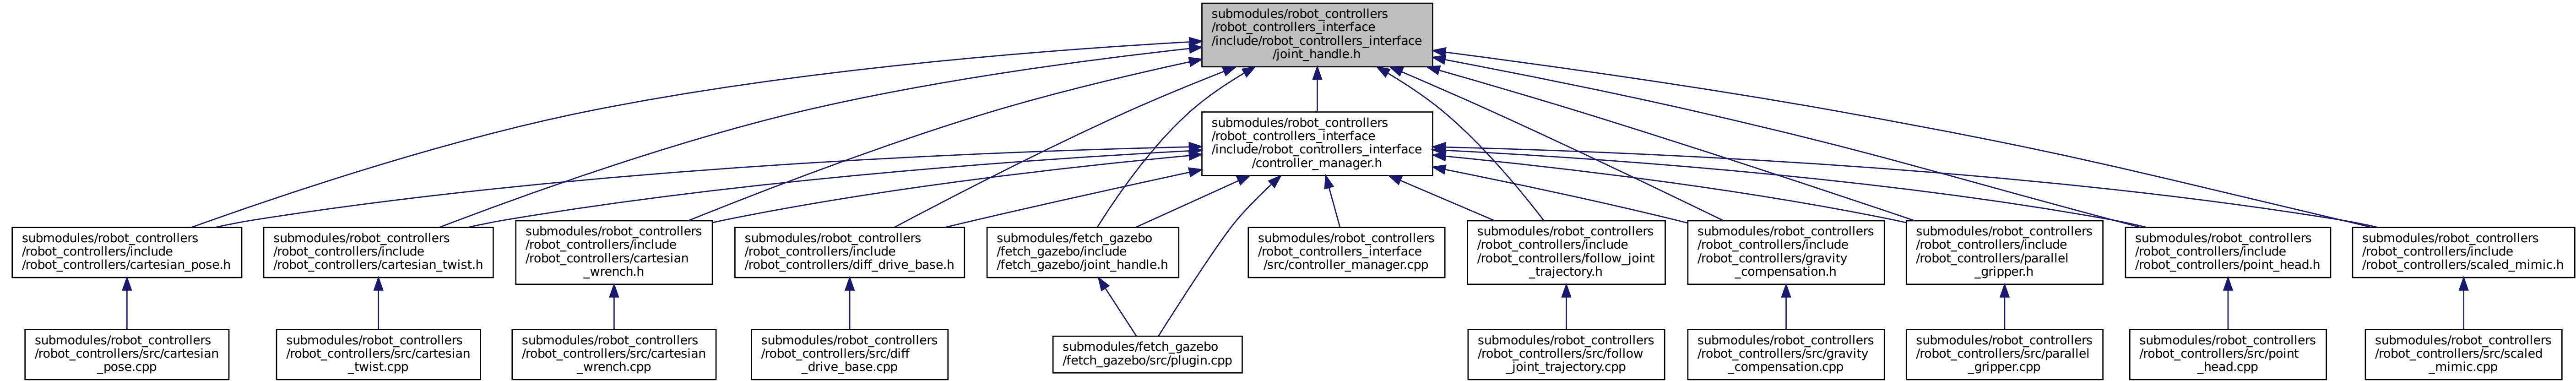 submodules/robot_controllers
/robot_controllers_interface
/include/robot_controllers_interface
/joint_handle.h
submodules/robot_controllers
/robot_controllers_interface
/include/robot_controllers_interface
/controller_manager.h
submodules/robot_controllers
/robot_controllers/include
/robot_controllers/cartesian_pose.h
submodules/robot_controllers
/robot_controllers/include
/robot_controllers/cartesian_twist.h
submodules/robot_controllers
/robot_controllers/include
/robot_controllers/cartesian
_wrench.h
submodules/robot_controllers
/robot_controllers/include
/robot_controllers/diff_drive_base.h
submodules/fetch_gazebo
/fetch_gazebo/include
/fetch_gazebo/joint_handle.h
submodules/robot_controllers
/robot_controllers_interface
/src/controller_manager.cpp
submodules/robot_controllers
/robot_controllers/include
/robot_controllers/follow_joint
_trajectory.h
submodules/robot_controllers
/robot_controllers/include
/robot_controllers/gravity
_compensation.h
submodules/robot_controllers
/robot_controllers/include
/robot_controllers/parallel
_gripper.h
submodules/robot_controllers
/robot_controllers/include
/robot_controllers/point_head.h
submodules/robot_controllers
/robot_controllers/include
/robot_controllers/scaled_mimic.h
submodules/robot_controllers
/robot_controllers/src/cartesian
_pose.cpp
submodules/robot_controllers
/robot_controllers/src/cartesian
_twist.cpp
submodules/robot_controllers
/robot_controllers/src/cartesian
_wrench.cpp
submodules/robot_controllers
/robot_controllers/src/diff
_drive_base.cpp
submodules/fetch_gazebo
/fetch_gazebo/src/plugin.cpp
submodules/robot_controllers
/robot_controllers/src/follow
_joint_trajectory.cpp
submodules/robot_controllers
/robot_controllers/src/gravity
_compensation.cpp
submodules/robot_controllers
/robot_controllers/src/parallel
_gripper.cpp
submodules/robot_controllers
/robot_controllers/src/point
_head.cpp
submodules/robot_controllers
/robot_controllers/src/scaled
_mimic.cpp